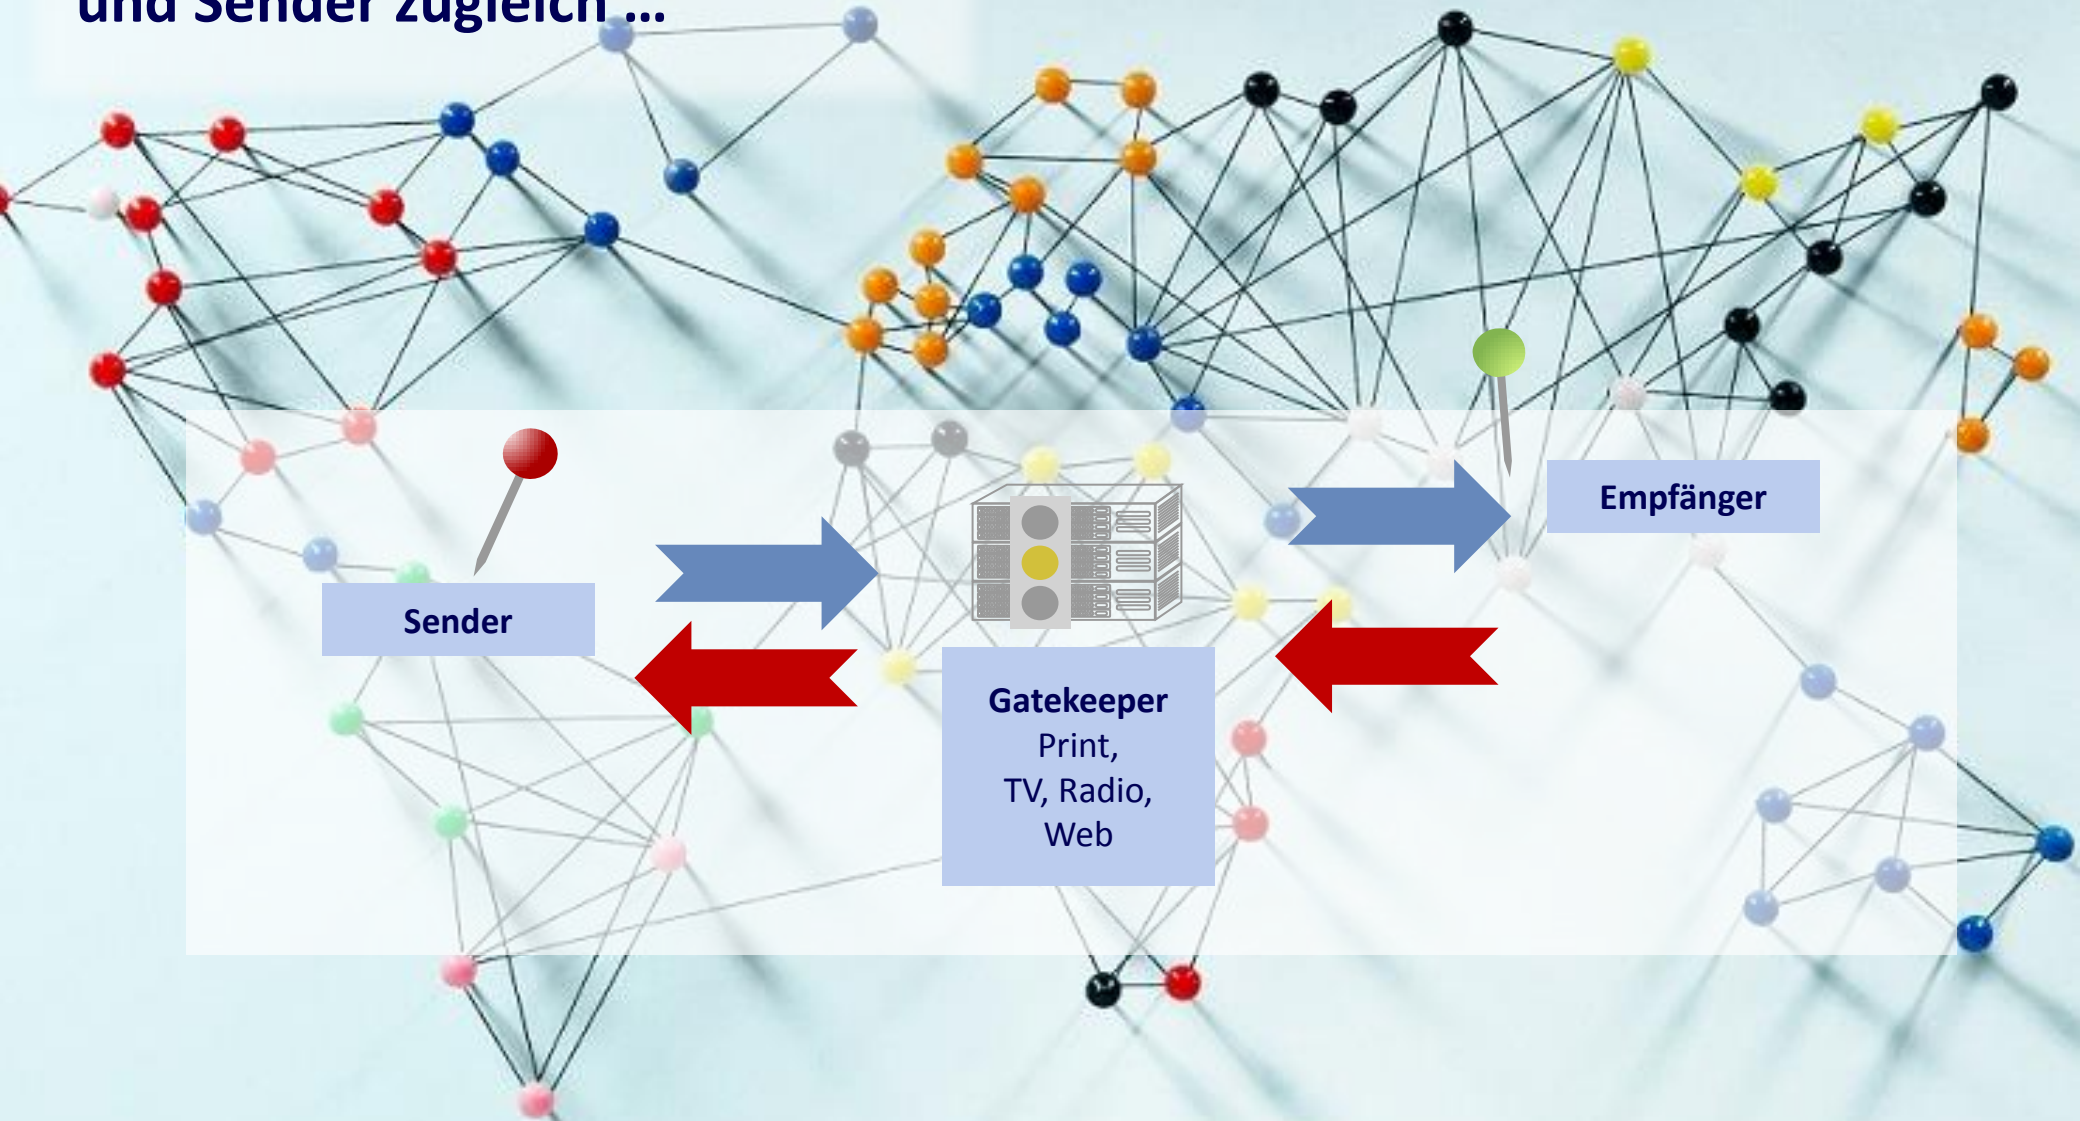 und Sender zugleich ...
Empfänger
Sender
Gatekeeper
Print,
TV, Radio,
Web